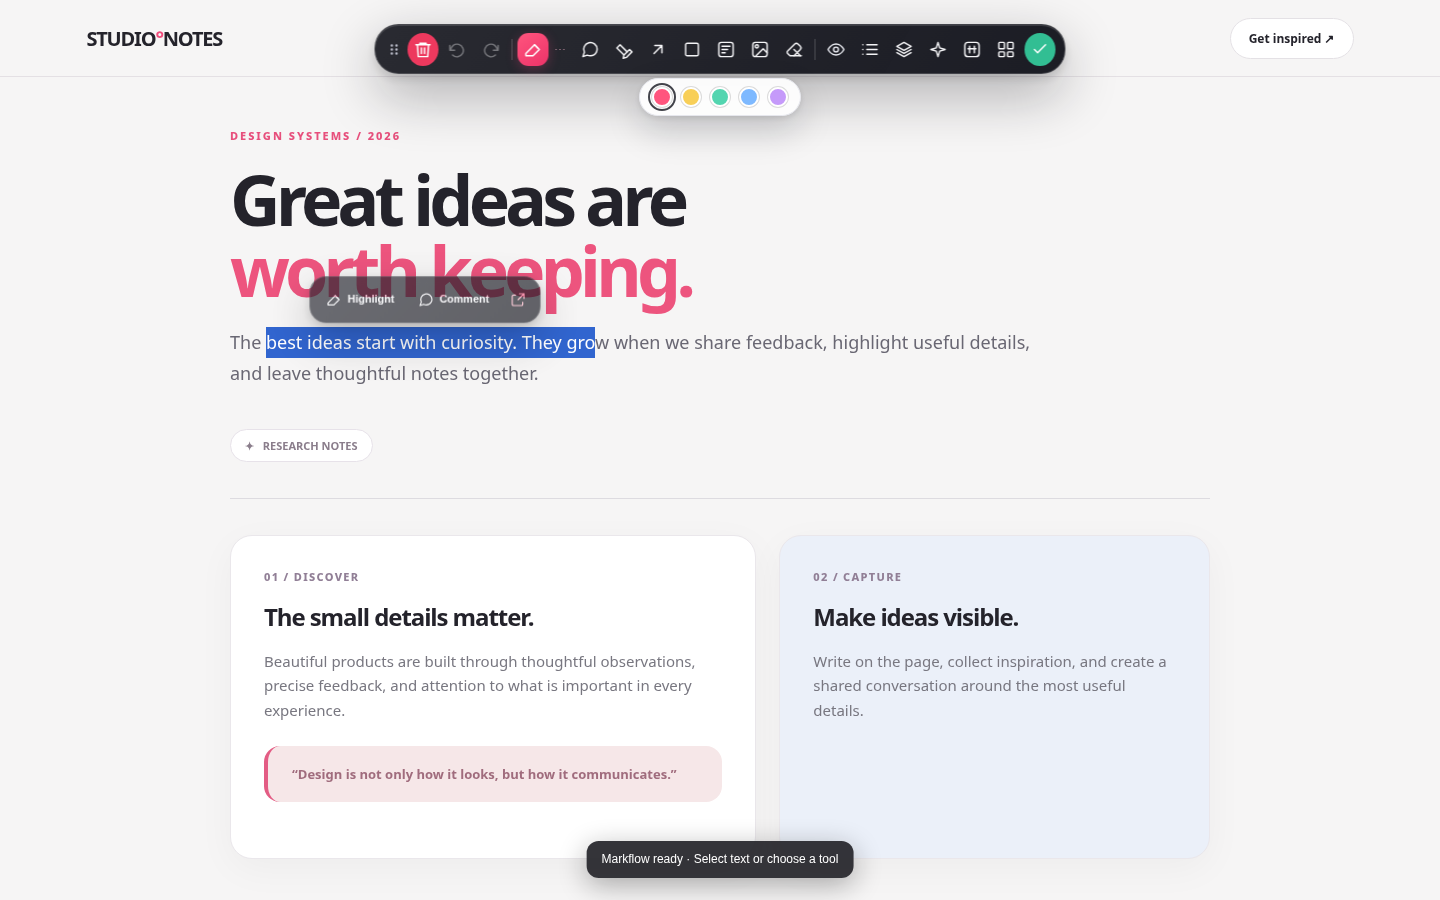 STUDIO°NOTES
Get inspired ↗
DESIGN SYSTEMS / 2026
Great ideas are
worth keeping.
Highlight Comment
The best ideas start with curiosity. They grow when we share feedback, highlight useful details,
and leave thoughtful notes together.
✦ RESEARCH NOTES
01 / DISCOVER
The small details matter.
Beautiful products are built through thoughtful observations,
precise feedback, and attention to what is important in every
experience.
“Design is not only how it looks, but how it communicates.”
02 / CAPTURE
Make ideas visible.
Write on the page, collect inspiration, and create a
shared conversation around the most useful
details.
Markflow ready · Select text or choose a tool